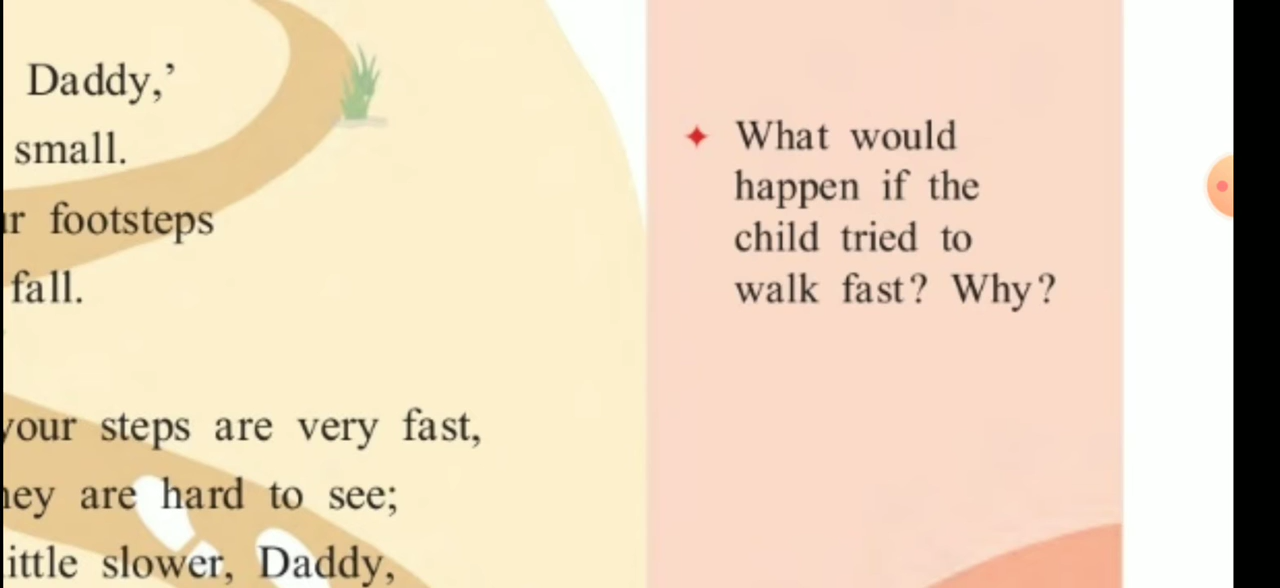 Daddy,’
small.
footsteps
fall.
your steps are very fast,
are hard to see;
slower, Daddy,
✦ What would
happen if the
child tried to
walk fast? Why?